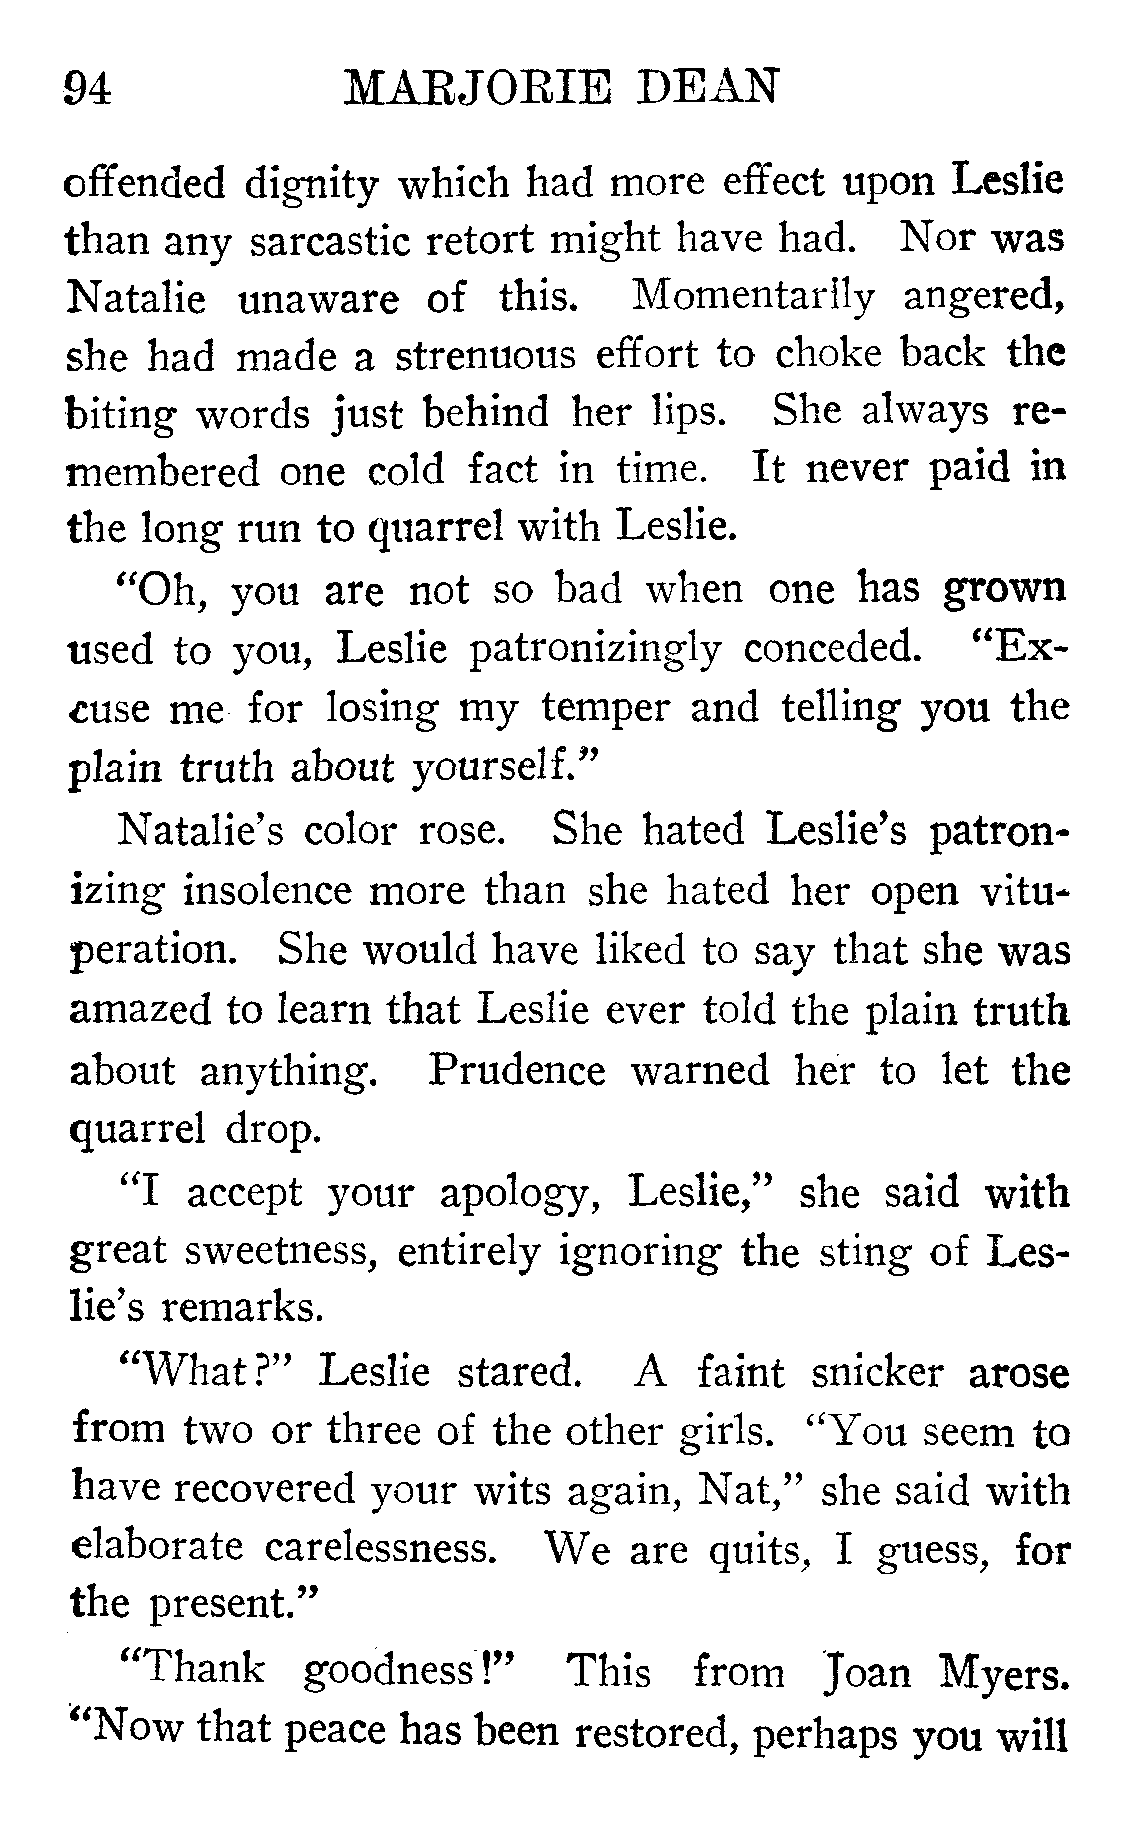 94 MARJORIE DEAN
offended dignity which had more effect upon Leslie
than any sarcastic retort might have had. Nor was
Natalie unaware of this. Momentarily angered,
she had made a strenuous effort to choke back the
biting words just behind her lips. She always re-
membered one cold fact in time. It never paid in
the long run to quarrel with Leslie.
“Oh, you are not so bad when one has grown
used to you, Leslie patronizingly conceded. “Ex-
cuse me for losing my temper and telling you the
plain truth about yourself.”
Natalie’s color rose. She hated Leslie’s patron-
izing insolence more than she hated her open vitu-
peration. She would have liked to say that she was
amazed to learn that Leslie ever told the plain truth
about anything. Prudence warned her to let the
quarrel drop.
“I accept your apology, Leslie,” she said with
great sweetness, entirely ignoring the sting of Les-
lie’s remarks.
“What?” Leslie stared. A faint snicker arose
from two or three of the other girls. “You seem to
have recovered your wits again, Nat,” she said with
elaborate carelessness. We are quits, I guess, for
the present.”
“Thank goodness!” This from Joan Myers.
“Now that peace has been restored, perhaps you will